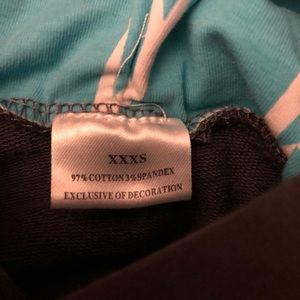 XXXS
97% COTTON 3% SPANDEX
EXCLUSIVE OF DECORATION